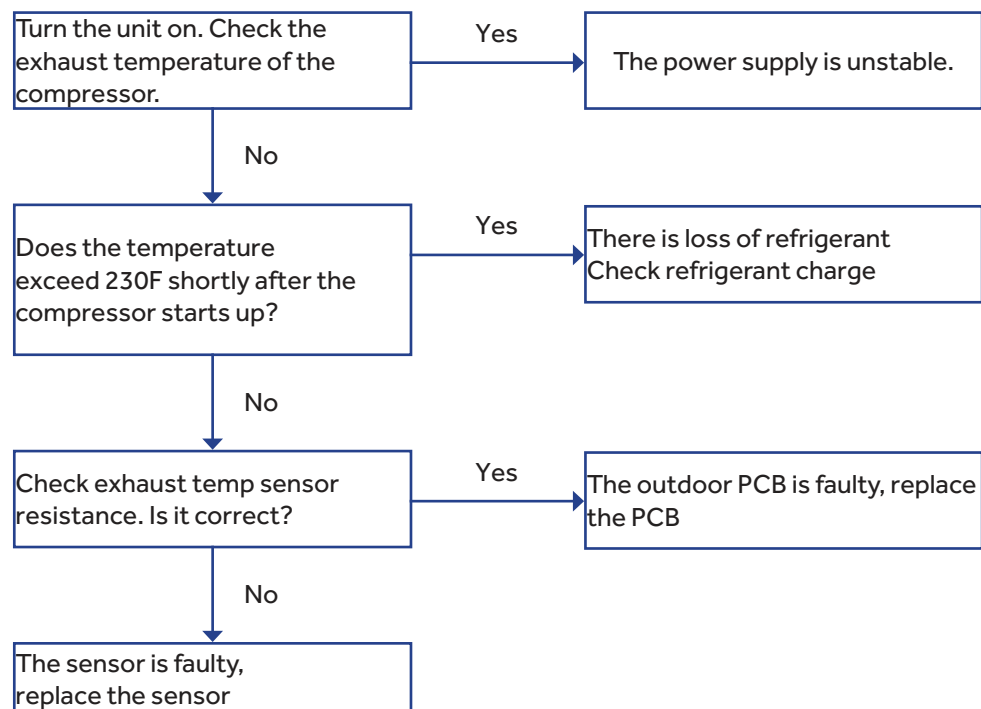 Turn the unit on. Check the
exhaust temperature of the
compressor.
Yes
The power supply is unstable.
No
Does the temperature
exceed 230F shortly after the
compressor starts up?
Yes
There is loss of refrigerant
Check refrigerant charge
No
Check exhaust temp sensor
resistance. Is it correct?
Yes
The outdoor PCB is faulty, replace
the PCB
No
The sensor is faulty,
replace the sensor